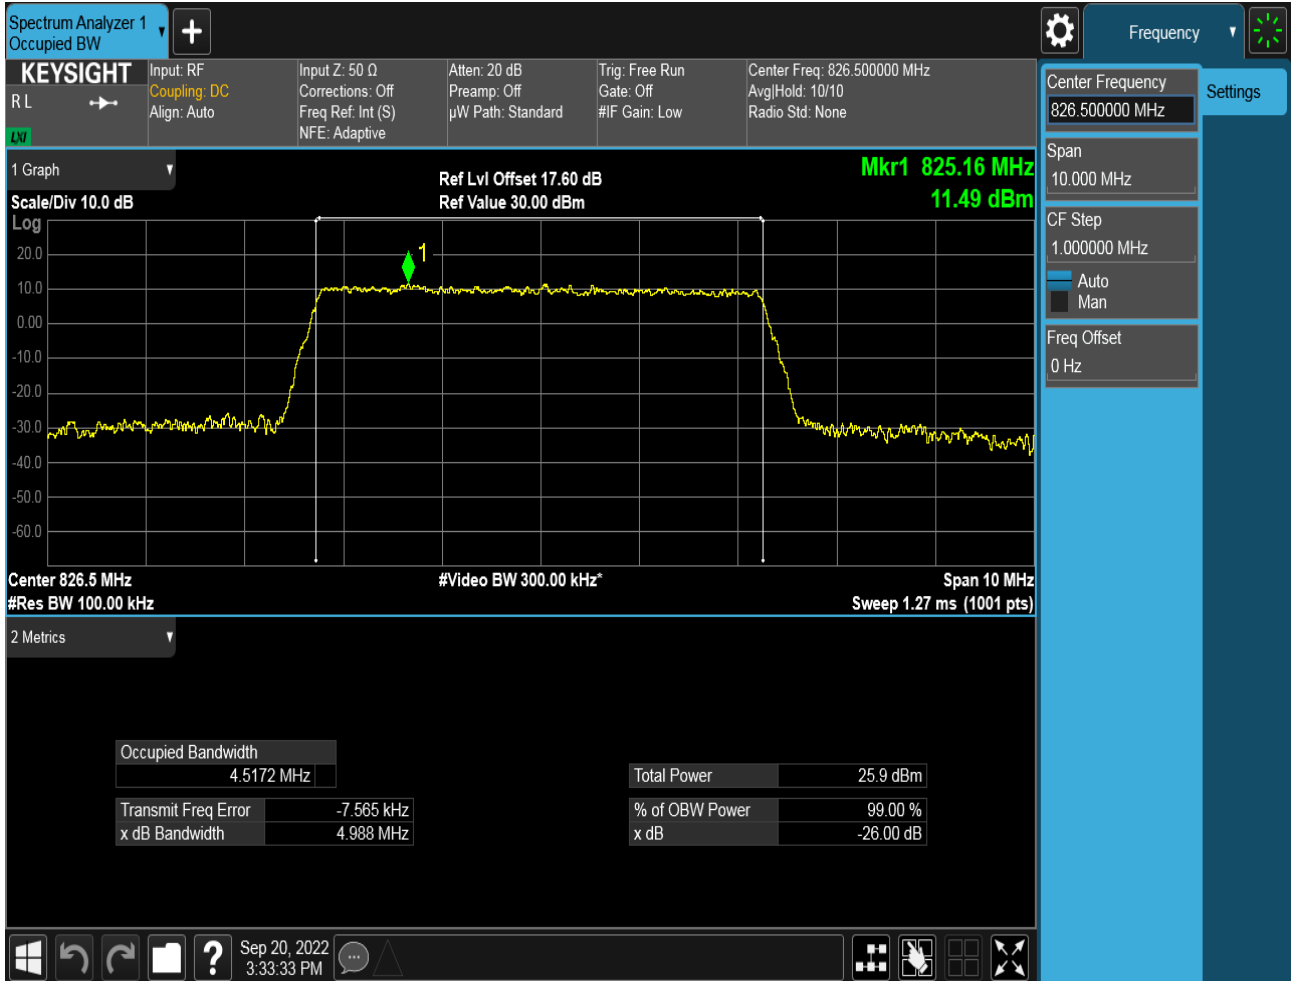 Spectrum Analyzer 1
Occupied BW
Frequency
KEYSIGHT
R L
LXI
Input: RF
Coupling: DC
Align: Auto
Input Z: 50 Ω
Corrections: Off
Freq Ref: Int (S)
NFE: Adaptive
Atten: 20 dB
Preamp: Off
µW Path: Standard
Trig: Free Run
Gate: Off
#IF Gain: Low
Center Freq: 826.500000 MHz
Avg|Hold: 10/10
Radio Std: None
Center Frequency
826.500000 MHz
Settings
Span
10.000 MHz
CF Step
1.000000 MHz
Auto
Man
Freq Offset
0 Hz
1 Graph
Scale/Div 10.0 dB
Ref Lvl Offset 17.60 dB
Ref Value 30.00 dBm
Mkr1 825.16 MHz
11.49 dBm
Log
20.0
10.0
0.00
-10.0
-20.0
-30.0
-40.0
-50.0
-60.0
1
Center 826.5 MHz
#Video BW 300.00 kHz*
Span 10 MHz
#Res BW 100.00 kHz
Sweep 1.27 ms (1001 pts)
2 Metrics
Occupied Bandwidth
4.5172 MHz
Total Power 25.9 dBm
Transmit Freq Error -7.565 kHz
% of OBW Power 99.00 %
x dB Bandwidth 4.988 MHz
x dB -26.00 dB
?
Sep 20, 2022
3:33:33 PM